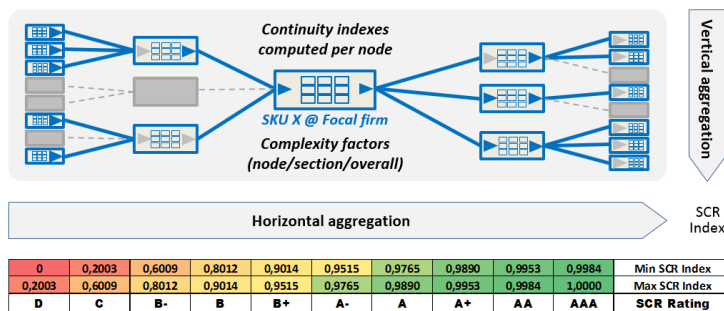 Continuity indexes
computed per node
SKU X @ Focal firm
Complexity factors
(node/section/overall)
Vertical aggregation
Horizontal aggregation
SCR
Index
0 0,2003 0,6009 0,8012 0,9014 0,9515 0,9765 0,9890 0,9953 0,9984 Min SCR Index
0,2003 0,6009 0,8012 0,9014 0,9515 0,9765 0,9890 0,9953 0,9984 1,0000 Max SCR Index
D C B- B B+ A- A A+ AA AAA SCR Rating